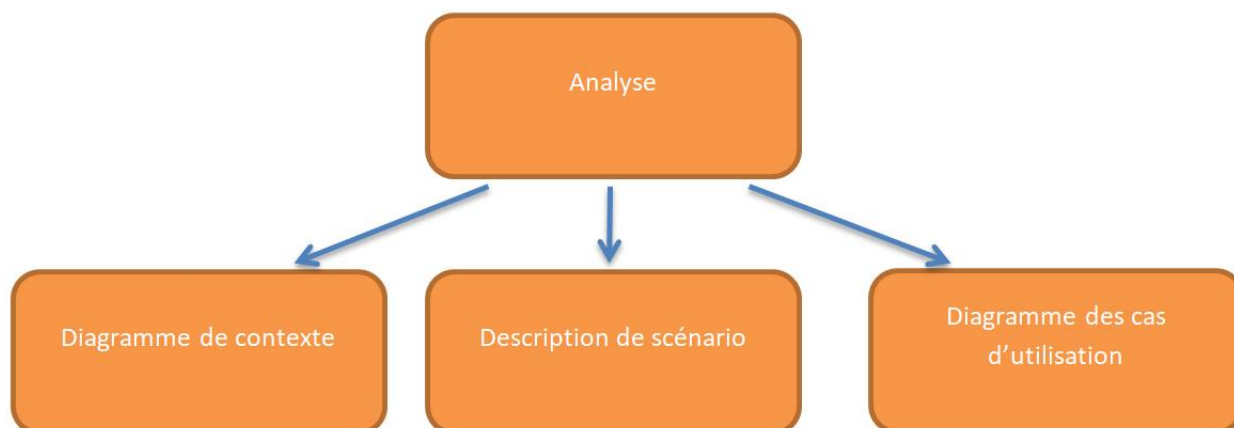 Analyse
Diagramme de contexte
Description de scénario
Diagramme des cas
d’utilisation